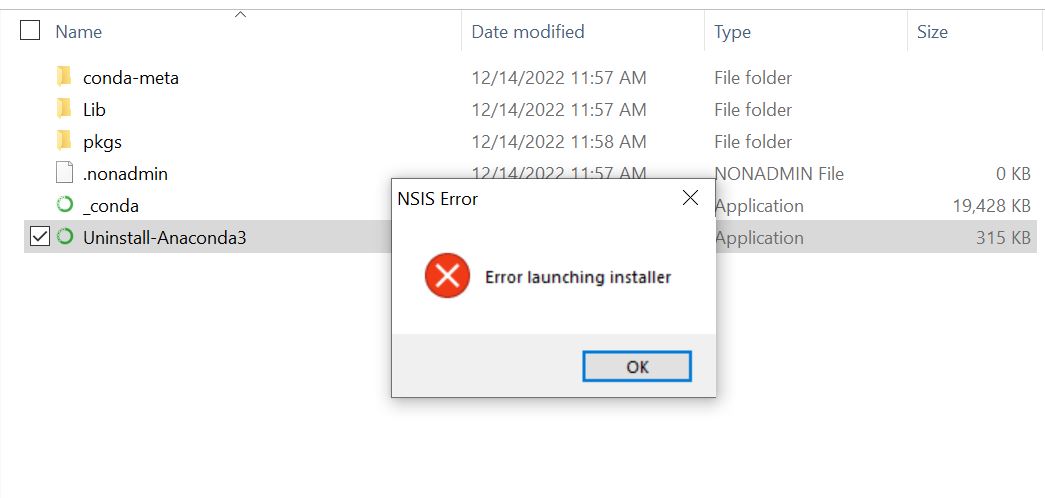 Name Date modified Type Size
conda-meta 12/14/2022 11:57 AM File folder
Lib 12/14/2022 11:57 AM File folder
pkgs 12/14/2022 11:58 AM File folder
.nonadmin 12/14/2022 11:57 AM NONADMIN File 0 KB
NSIS Error
_conda Application 19,428 KB
Uninstall-Anaconda3 Application 315 KB
Error launching installer
OK